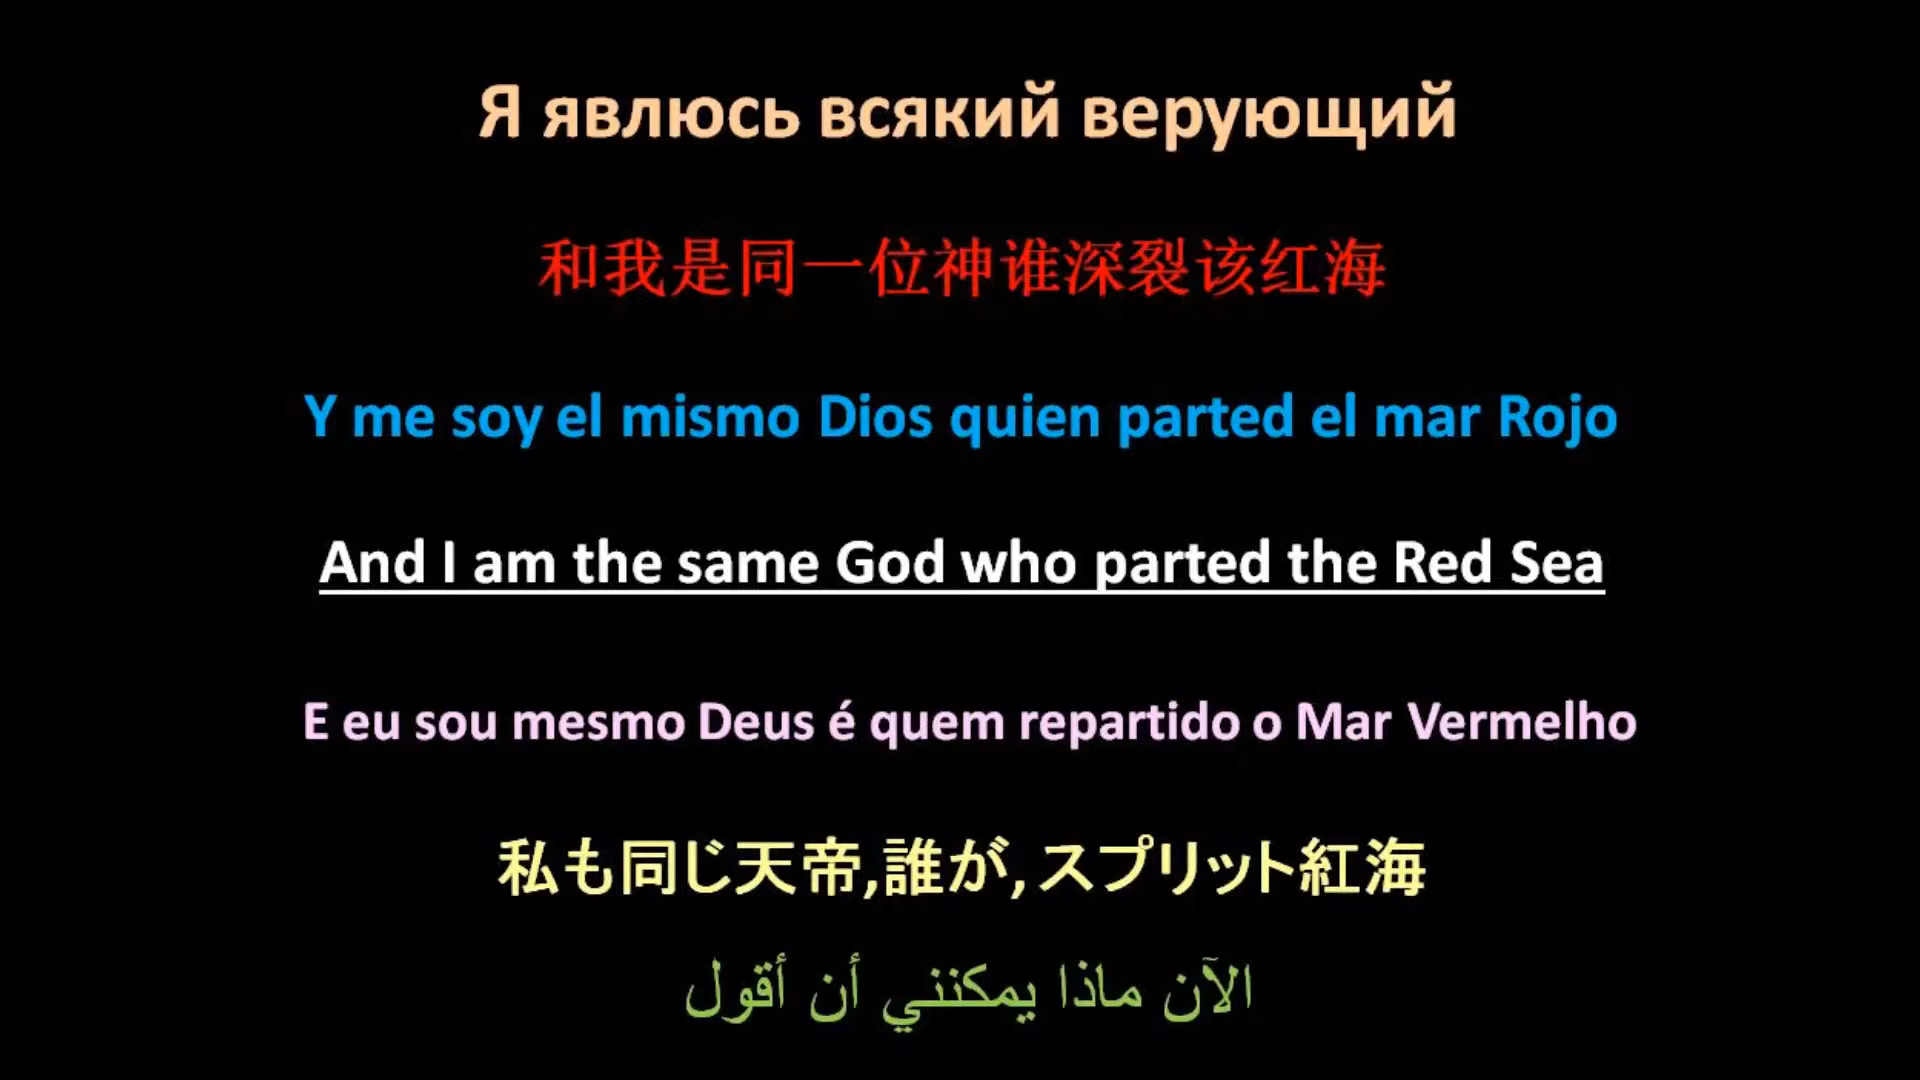 Я являюсь всякий верующий
和我是同一位神谁深裂该红海
Y me soy el mismo Dios quien parted el mar Rojo
And I am the same God who parted the Red Sea
E eu sou mesmo Deus é quem repartido o Mar Vermelho
私も同じ天帝,誰が,スプリット紅海
الآن ماذا يمكنني أن أقول